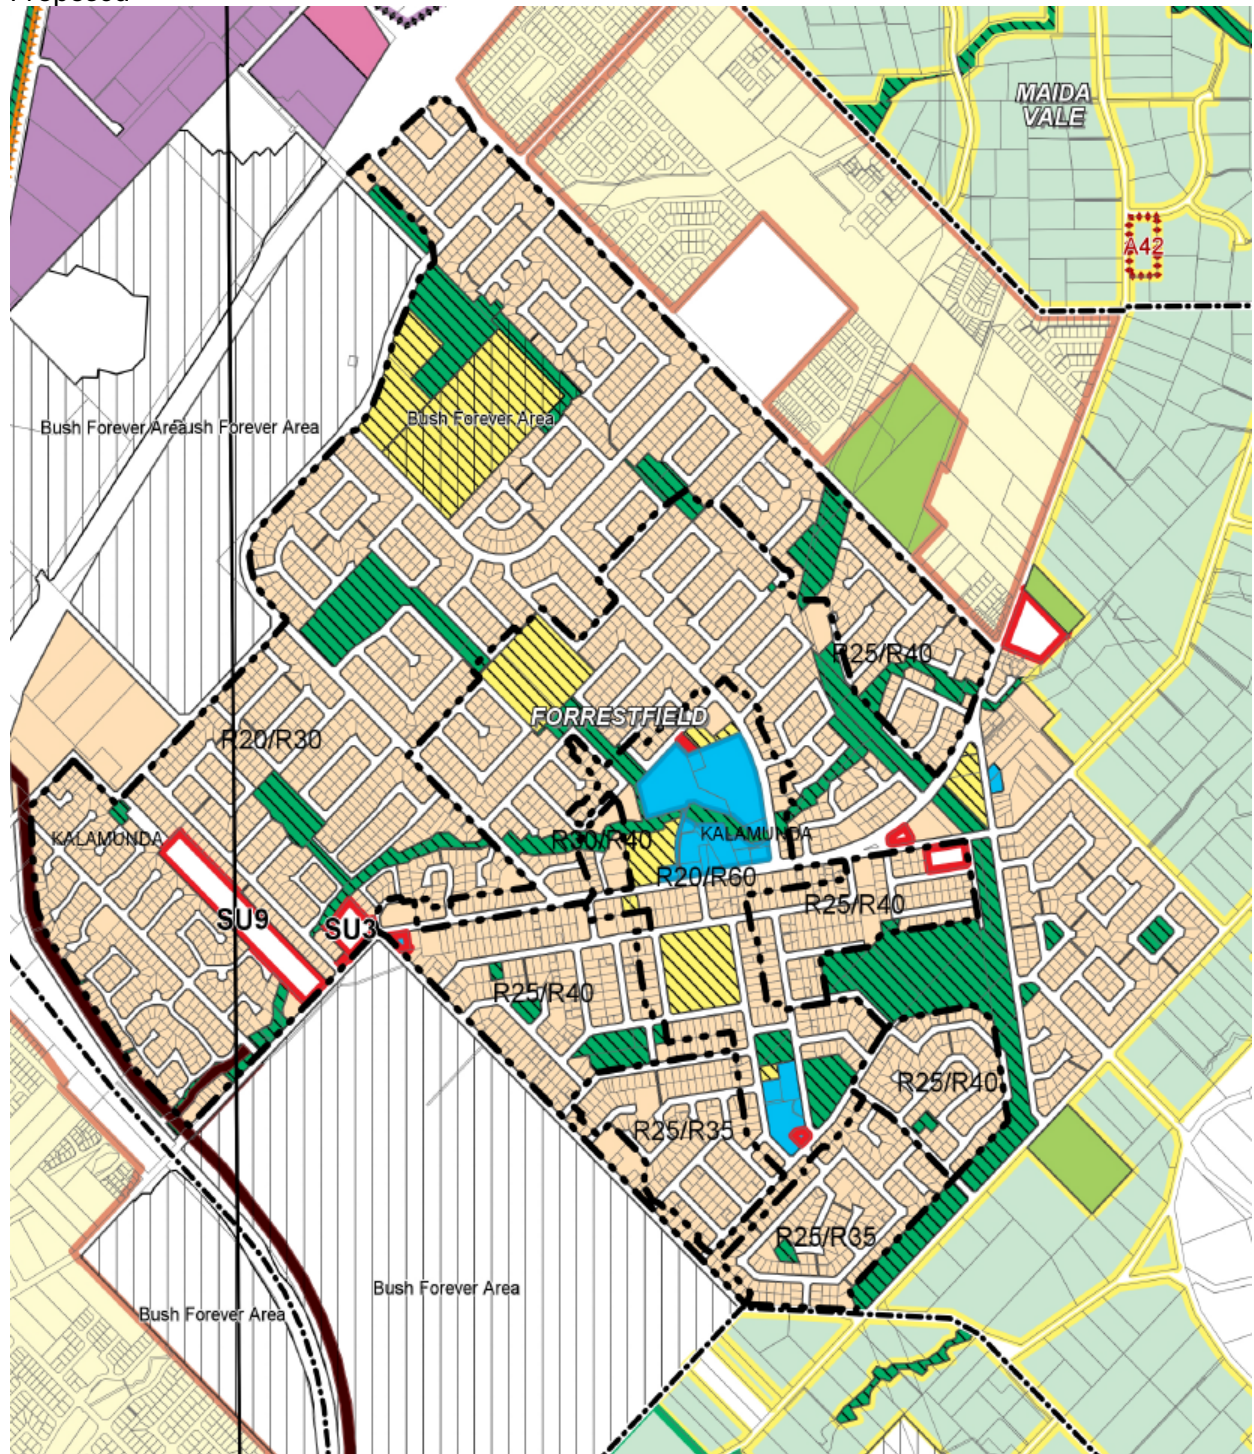 Proposed
MAIDA
VALE
A42
Bush Forever Area
Bush Forever Area
Bush Forever Area
R25/R40
FORRESTFIELD
R20/R30
KALAMUNDA
R30/R40
KALAMUNDA
R20/R60
R25/R40
SU9
SU3
R25/R40
R25/R40
R25/R35
R25/R35
Bush Forever Area
Bush Forever Area